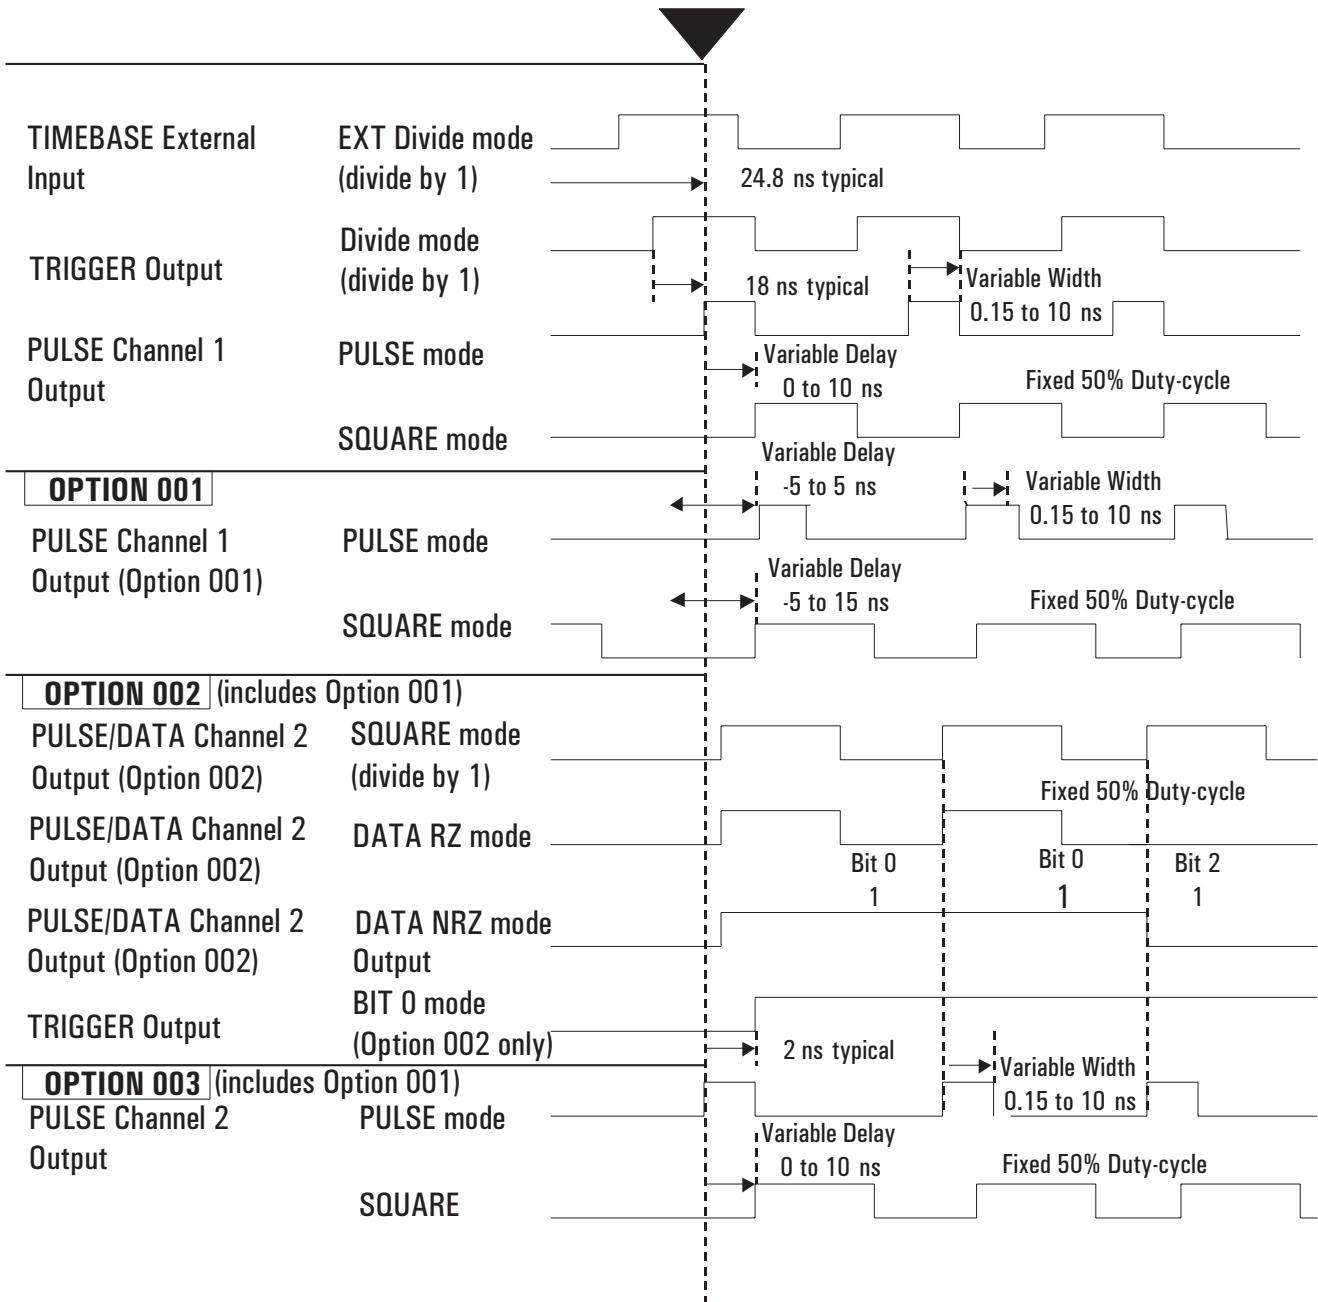 TIMEBASE External EXT Divide mode
Input (divide by 1) 24.8 ns typical
Divide mode
TRIGGER Output (divide by 1) 18 ns typical Variable Width
0.15 to 10 ns
PULSE Channel 1 PULSE mode Variable Delay
Output 0 to 10 ns Fixed 50% Duty-cycle
SQUARE mode
Variable Delay
OPTION 001 -5 to 5 ns Variable Width
0.15 to 10 ns
PULSE Channel 1 PULSE mode
Output (Option 001) Variable Delay
-5 to 15 ns Fixed 50% Duty-cycle
SQUARE mode
OPTION 002 (includes Option 001)
PULSE/DATA Channel 2 SQUARE mode
Output (Option 002) (divide by 1)
Fixed 50% Duty-cycle
PULSE/DATA Channel 2 DATA RZ mode
Output (Option 002) Bit 0 Bit 0 Bit 2
1 1 1
PULSE/DATA Channel 2 DATA NRZ mode
Output (Option 002) Output
BIT 0 mode
TRIGGER Output (Option 002 only) 2 ns typical
OPTION 003 (includes Option 001) Variable Width
PULSE Channel 2 PULSE mode 0.15 to 10 ns
Output Variable Delay
0 to 10 ns Fixed 50% Duty-cycle
SQUARE